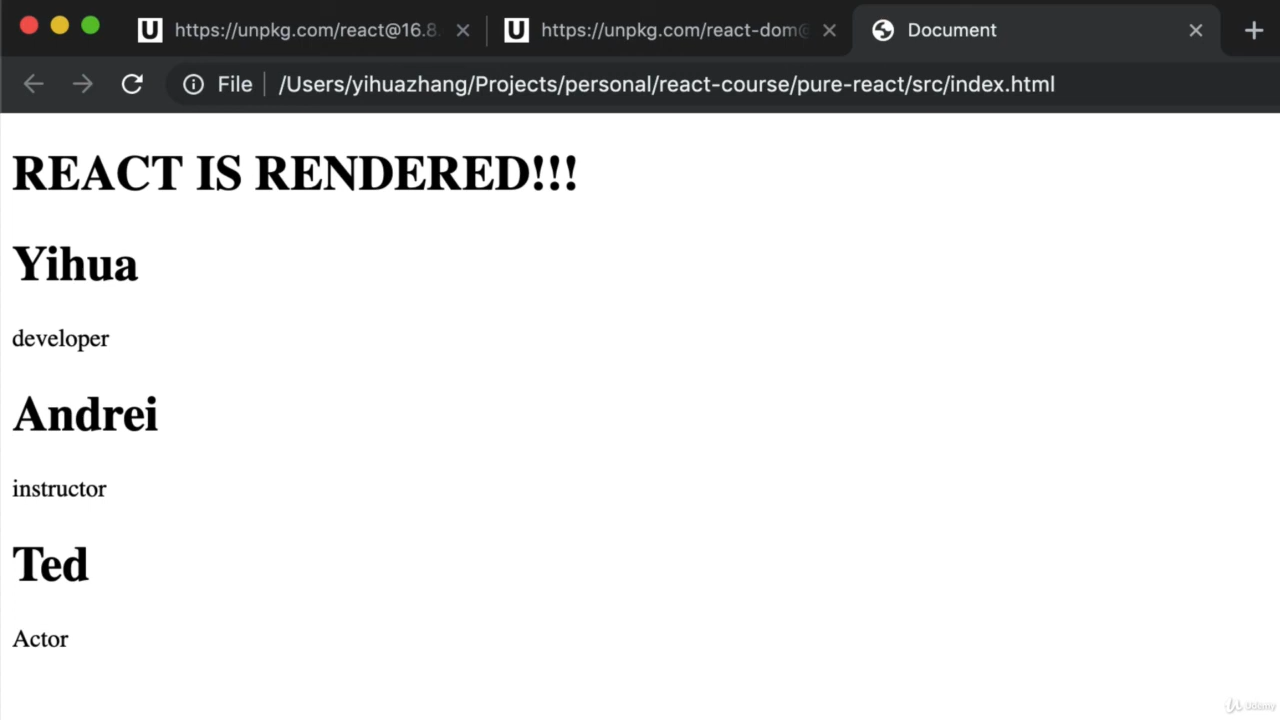 U https://unpkg.com/react@16.8. U https://unpkg.com/react-dom@ Document
File /Users/yihuazhang/Projects/personal/react-course/pure-react/src/index.html
REACT IS RENDERED!!!
Yihua
developer
Andrei
instructor
Ted
Actor
Udemy